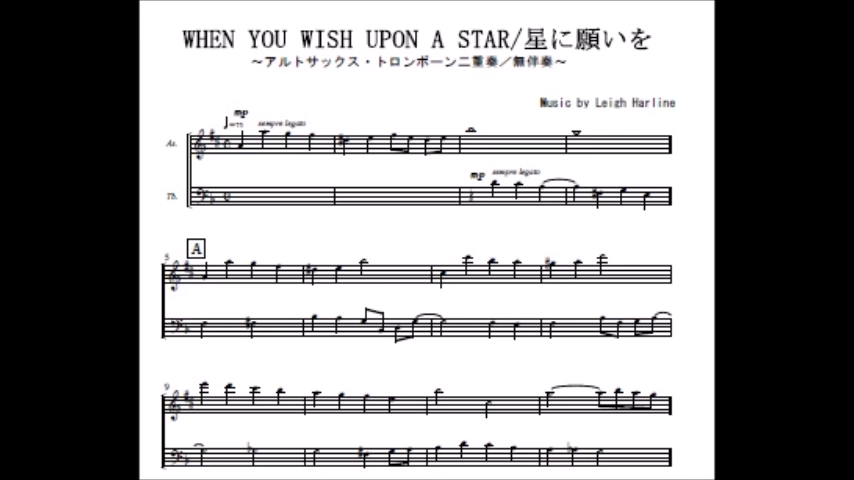 WHEN YOU WISH UPON A STAR/星に願いを
～アルトサックス・トロンボーン二重奏／無伴奏～
Music by Leigh Harline
mp
sempre legato
As.
mp
sempre legato
Tb.
A
5
9